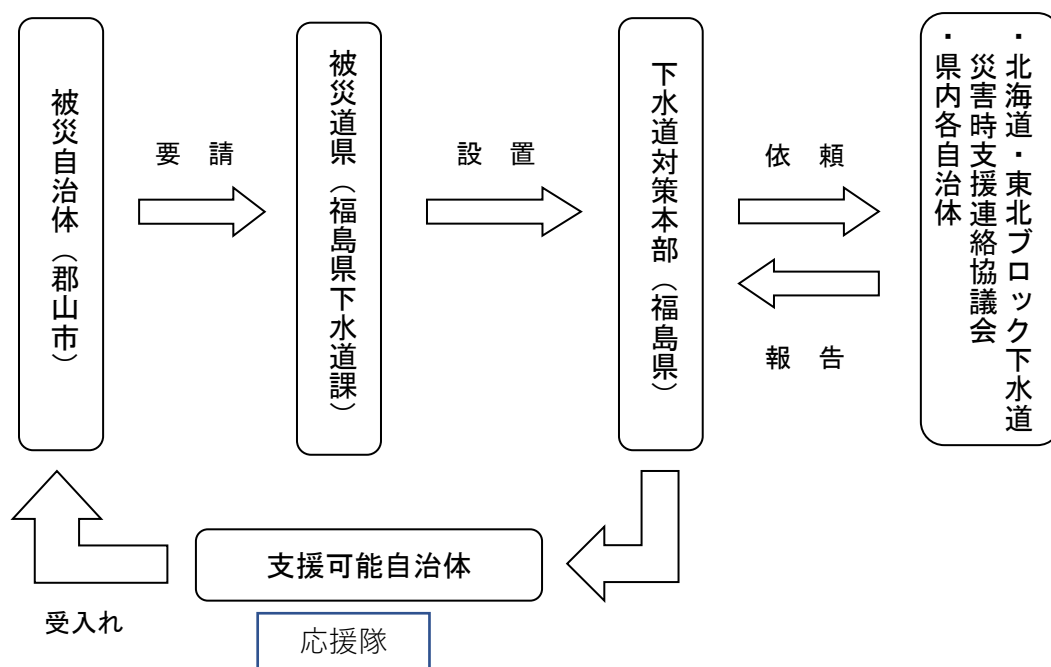 被災自治体（郡山市）
要　請
被災道県（福島県下水道課）
設　置
下水道対策本部（福島県）
依　頼
報　告
・北海道・東北ブロック下水道
災害時支援連絡協議会
・県内各自治体
支援可能自治体
応援隊
受入れ